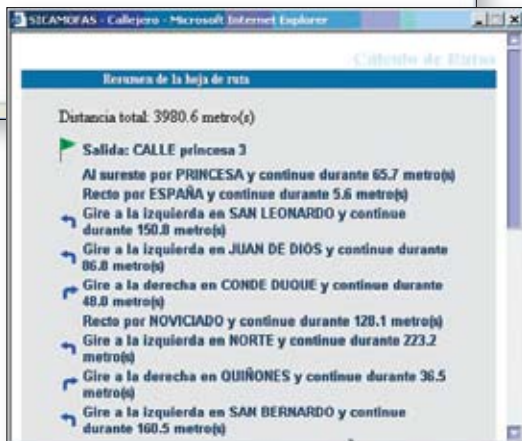 SICAMOFAS - Callejero - Microsoft Internet Explorer
Cálculo de Rutas
Resumen de la hoja de ruta
Distancia total: 3980.6 metro(s)
Salida: CALLE princesa 3
Al sureste por PRINCESA y continue durante 65.7 metro(s)
Recto por ESPAÑA y continue durante 5.6 metro(s)
Gire a la izquierda en SAN LEONARDO y continue
durante 150.8 metro(s)
Gire a la izquierda en JUAN DE DIOS y continue durante
86.8 metro(s)
Gire a la derecha en CONDE DUQUE y continue durante
48.8 metro(s)
Recto por NOVICIADO y continue durante 128.1 metro(s)
Gire a la izquierda en NORTE y continue durante 223.2
metro(s)
Gire a la derecha en QUIÑONES y continue durante 36.5
metro(s)
Gire a la izquierda en SAN BERNARDO y continue
durante 160.5 metro(s)